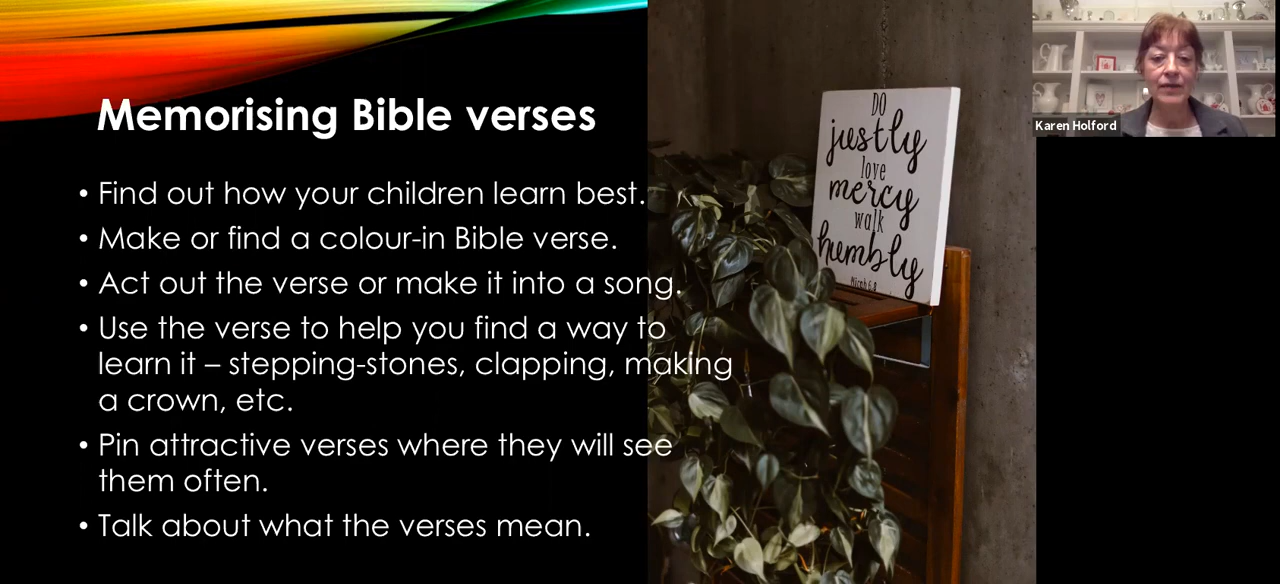 Memorising Bible verses
• Find out how your children learn best.
• Make or find a colour-in Bible verse.
• Act out the verse or make it into a song.
• Use the verse to help you find a way to
learn it – stepping-stones, clapping, making
a crown, etc.
• Pin attractive verses where they will see
them often.
• Talk about what the verses mean.
DO
justly
love
mercy
walk
humbly
Micah 6:8
Karen Holford